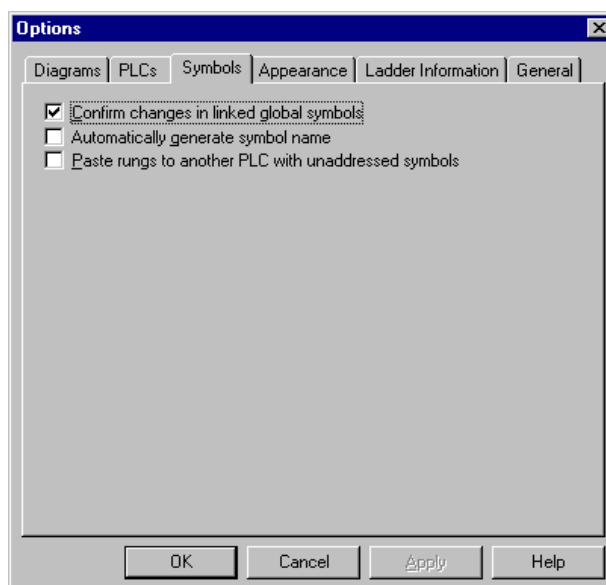 Options
Diagrams PLCs Symbols Appearance Ladder Information General
Confirm changes in linked global symbols
Automatically generate symbol name
Paste rungs to another PLC with unaddressed symbols
OK Cancel Apply Help